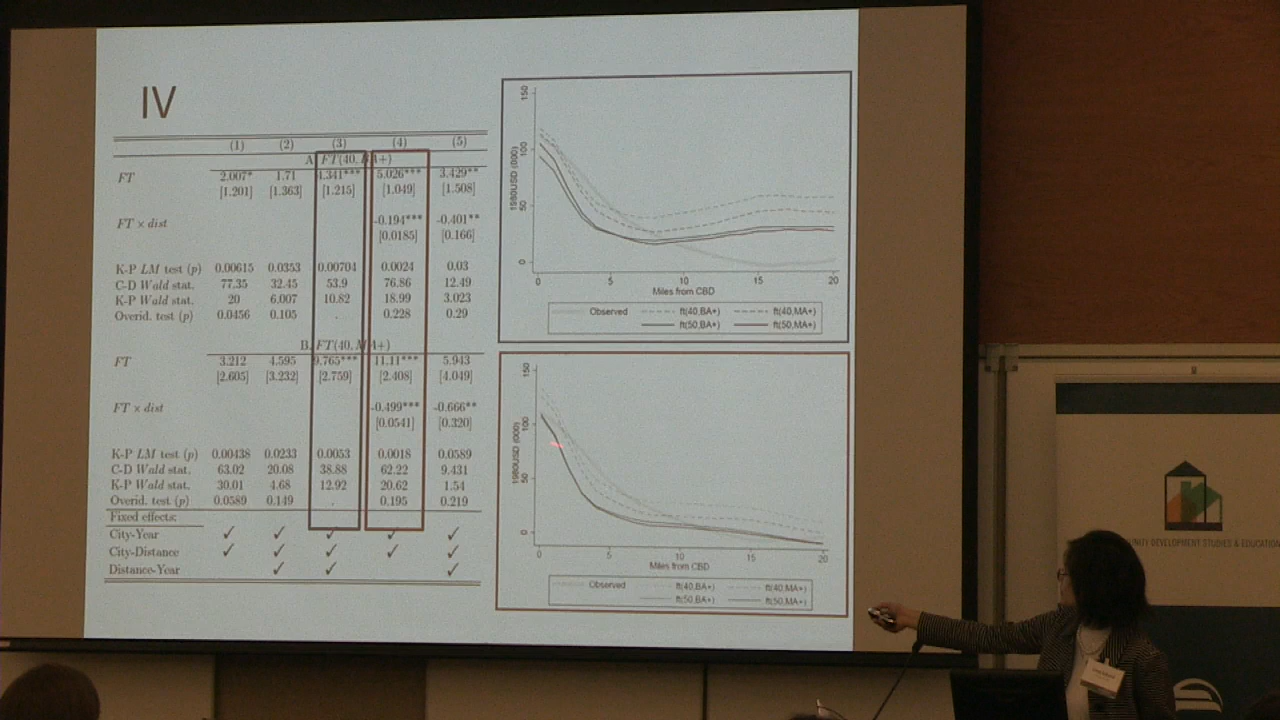 IV
(1) (2) (3) (4) (5)
A. FT(40, BA+)
FT 2.007* 1.71 4.341*** 5.026*** 3.429**
[1.201] [1.363] [1.215] [1.049] [1.508]
FT × dist -0.194*** -0.401**
[0.0185] [0.166]
K-P LM test (p) 0.00615 0.0353 0.00704 0.0024 0.03
C-D Wald stat. 77.35 32.45 53.9 76.86 12.49
K-P Wald stat. 20 6.007 10.82 18.99 3.023
Overid. test (p) 0.0456 0.105 . 0.228 0.29
B. FT(40, MA+)
FT 3.212 4.595 9.765*** 11.11*** 5.943
[2.605] [3.232] [2.759] [2.408] [4.049]
FT × dist -0.499*** -0.666**
[0.0541] [0.320]
K-P LM test (p) 0.00438 0.0233 0.0053 0.0018 0.0589
C-D Wald stat. 63.02 20.08 38.88 62.22 9.431
K-P Wald stat. 30.01 4.68 12.92 20.62 1.54
Overid. test (p) 0.0589 0.149 . 0.195 0.219
Fixed effects:
City-Year ✓ ✓ ✓ ✓ ✓
City-Distance ✓ ✓ ✓ ✓ ✓
Distance-Year ✓ ✓ ✓
1980USD (000)
150
100
50
0
0 5 10 15 20
Miles from CBD
Observed ft(40,BA+) ft(40,MA+)
ft(50,BA+) ft(50,MA+)
1980USD (000)
150
100
50
0
0 5 10 15 20
Miles from CBD
Observed ft(40,BA+) ft(40,MA+)
ft(50,BA+) ft(50,MA+)
DEVELOPMENT STUDIES & EDUCATION